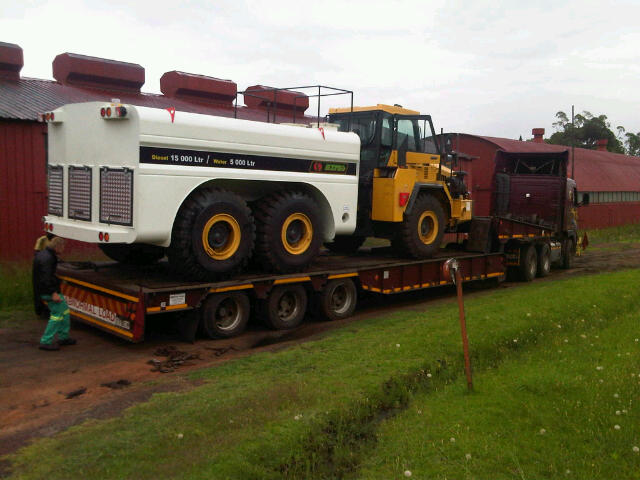 Diesel 15 000 Ltr / Water 5 000 Ltr
ABNORMAL LOAD